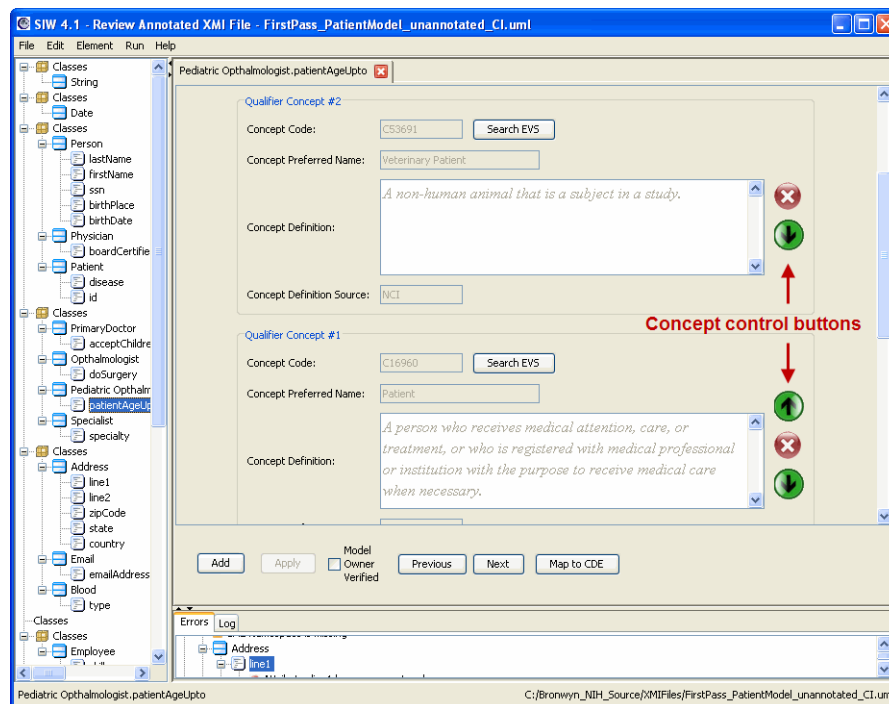 SIW 4.1 - Review Annotated XMI File - FirstPass_PatientModel_unannotated_CI.uml
File Edit Element Run Help
Classes
String
Classes
Date
Classes
Person
lastName
firstName
ssn
birthPlace
birthDate
Physician
boardCertifie
Patient
disease
id
Classes
PrimaryDoctor
acceptChildre
Opthalmologist
doSurgery
Pediatric Opthalm
patientAgeUp
Specialist
specialty
Classes
Address
line1
line2
zipCode
state
country
Email
emailAddress
Blood
type
Classes
Classes
Employee
Pediatric Opthalmologist.patientAgeUpto
Qualifier Concept #2
Concept Code: C53691 Search EVS
Concept Preferred Name: Veterinary Patient
Concept Definition:
A non-human animal that is a subject in a study.
Concept Definition Source: NCI
Concept control buttons
Qualifier Concept #1
Concept Code: C16960 Search EVS
Concept Preferred Name: Patient
Concept Definition:
A person who receives medical attention, care, or
treatment, or who is registered with medical professional
or institution with the purpose to receive medical care
when necessary.
Add Apply Model Owner Verified Previous Next Map to CDE
Errors Log
Address
line1
Pediatric Opthalmologist.patientAgeUpto
C:/Bronwyn_NIH_Source/XMIFiles/FirstPass_PatientModel_unannotated_CI.uml